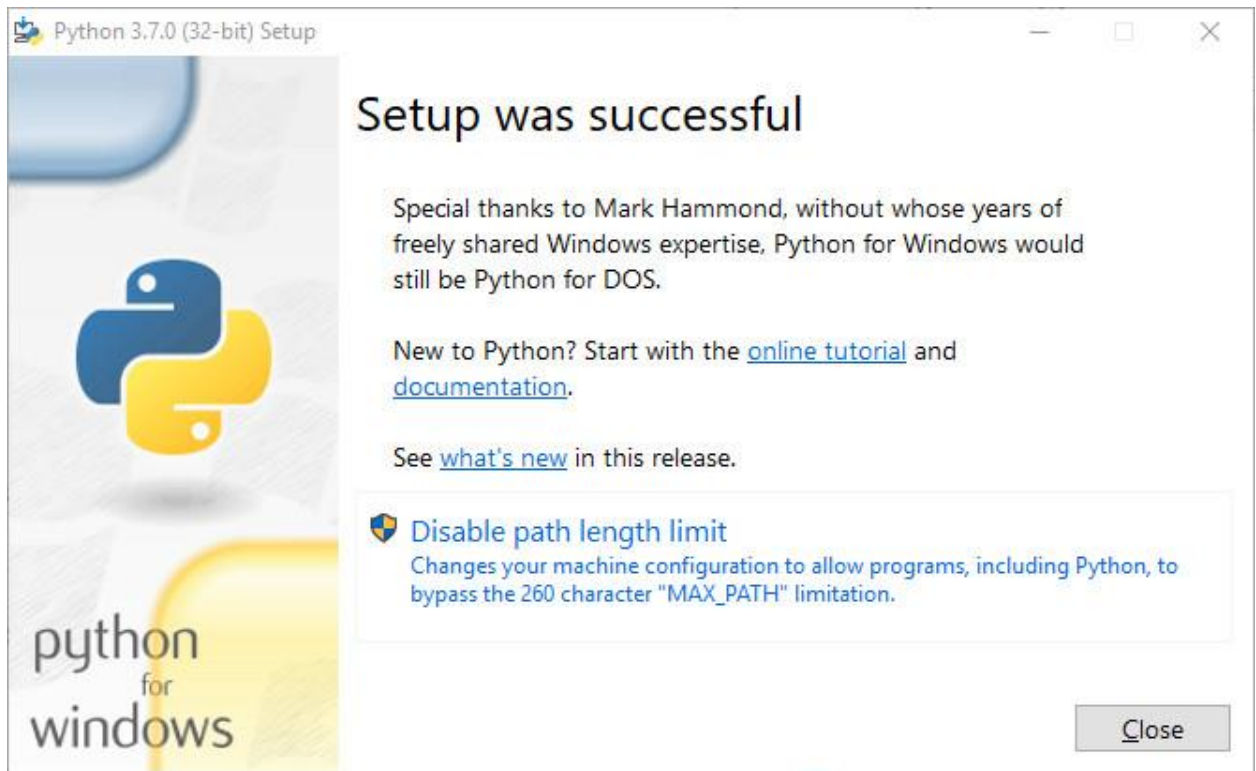 Python 3.7.0 (32-bit) Setup
Setup was successful
Special thanks to Mark Hammond, without whose years of
freely shared Windows expertise, Python for Windows would
still be Python for DOS.
New to Python? Start with the online tutorial and
documentation.
See what's new in this release.
Disable path length limit
Changes your machine configuration to allow programs, including Python, to
bypass the 260 character "MAX_PATH" limitation.
python
for
windows
Close